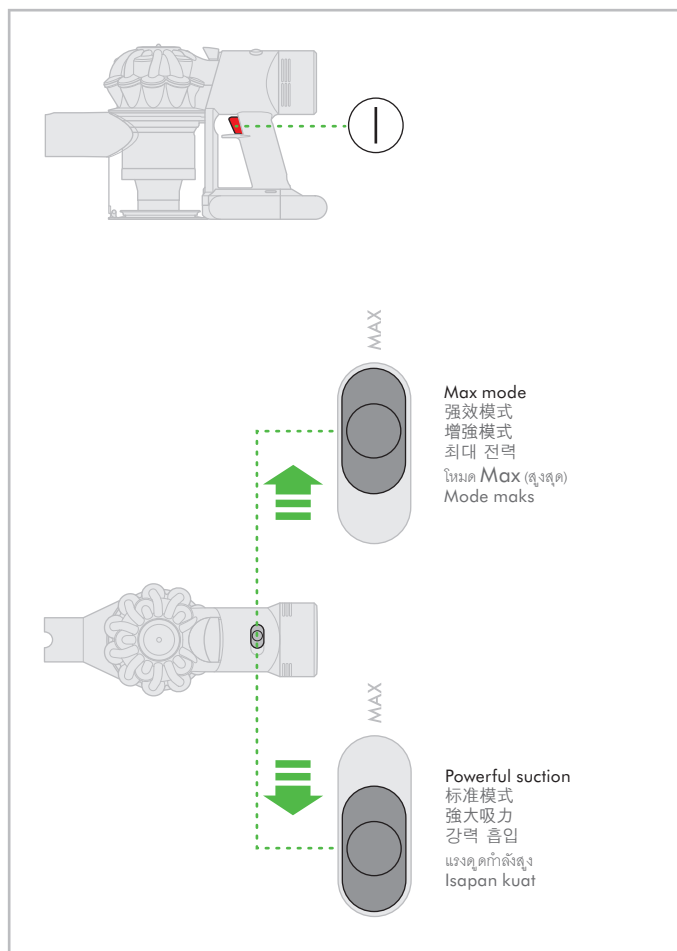 MAX
Max mode
强效模式
增強模式
최대 전력
โหมด Max (สูงสุด)
Mode maks
MAX
Powerful suction
标准模式
強大吸力
강력 흡입
แรงดูดกำลังสูง
Isapan kuat